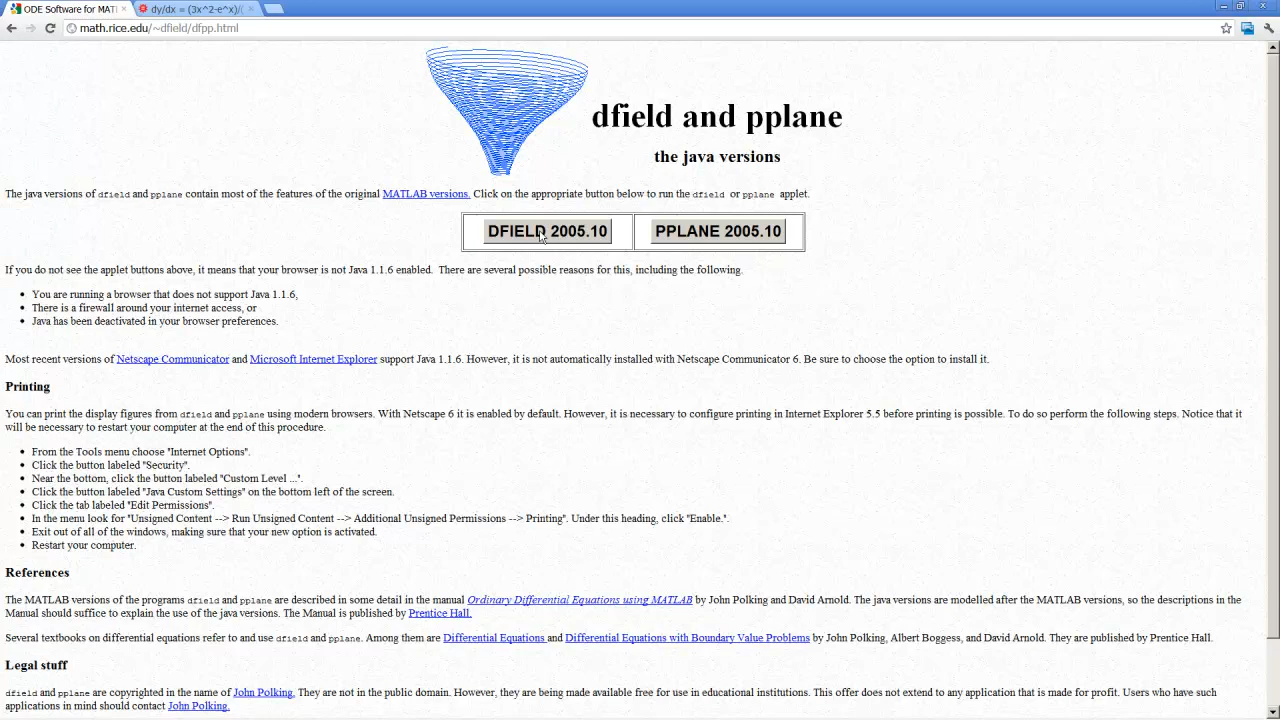 ODE Software for MAT
dy/dx = (3x^2-e^x)/(
math.rice.edu/~dfield/dfpp.html
dfield and pplane
the java versions
The java versions of dfield and pplane contain most of the features of the original MATLAB versions. Click on the appropriate button below to run the dfield or pplane applet.
DFIELD 2005.10
PPLANE 2005.10
If you do not see the applet buttons above, it means that your browser is not Java 1.1.6 enabled. There are several possible reasons for this, including the following.
You are running a browser that does not support Java 1.1.6,
There is a firewall around your internet access, or
Java has been deactivated in your browser preferences.
Most recent versions of Netscape Communicator and Microsoft Internet Explorer support Java 1.1.6. However, it is not automatically installed with Netscape Communicator 6. Be sure to choose the option to install it.
Printing
You can print the display figures from dfield and pplane using modern browsers. With Netscape 6 it is enabled by default. However, it is necessary to configure printing in Internet Explorer 5.5 before printing is possible. To do so perform the following steps. Notice that it
will be necessary to restart your computer at the end of this procedure.
From the Tools menu choose "Internet Options".
Click the button labeled "Security".
Near the bottom, click the button labeled "Custom Level ...".
Click the button labeled "Java Custom Settings" on the bottom left of the screen.
Click the tab labeled "Edit Permissions".
In the menu look for "Unsigned Content --> Run Unsigned Content --> Additional Unsigned Permissions --> Printing". Under this heading, click "Enable.".
Exit out of all of the windows, making sure that your new option is activated.
Restart your computer.
References
The MATLAB versions of the programs dfield and pplane are described in some detail in the manual Ordinary Differential Equations using MATLAB by John Polking and David Arnold. The java versions are modelled after the MATLAB versions, so the descriptions in the
Manual should suffice to explain the use of the java versions. The Manual is published by Prentice Hall.
Several textbooks on differential equations refer to and use dfield and pplane. Among them are Differential Equations and Differential Equations with Boundary Value Problems by John Polking, Albert Boggess, and David Arnold. They are published by Prentice Hall.
Legal stuff
dfield and pplane are copyrighted in the name of John Polking. They are not in the public domain. However, they are being made available free for use in educational institutions. This offer does not extend to any application that is made for profit. Users who have such
applications in mind should contact John Polking.